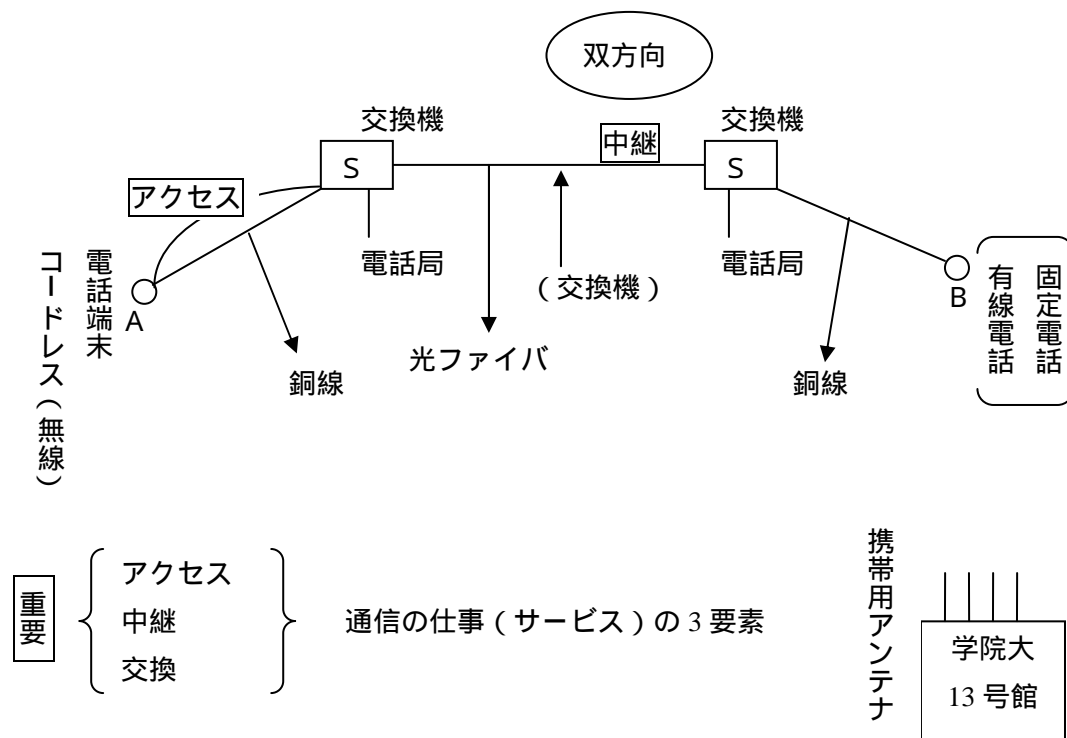 双方向
交換機
中継
交換機
S
S
アクセス
電話局
電話局
(交換機)
電話端末
コードレス(無線)
A
B
有線電話
固定電話
光ファイバ
銅線
銅線
重要
アクセス
中継
交換
通信の仕事(サービス)の3要素
携帯用アンテナ
学院大
13号館